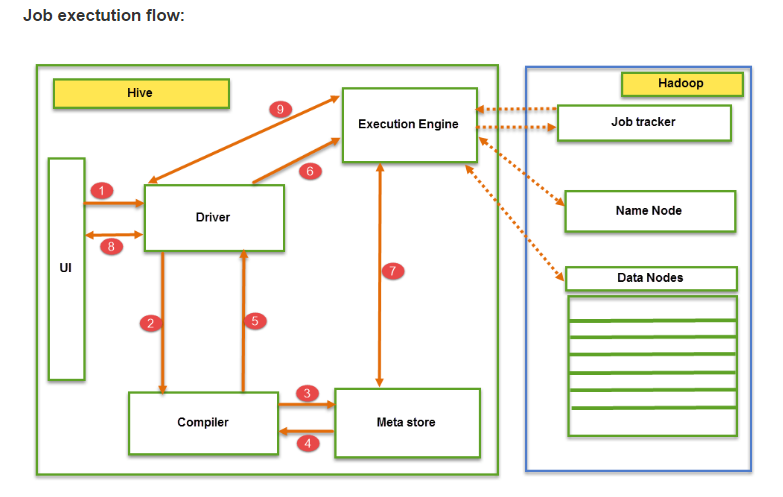 Job exectution flow:
Hive
Hadoop
9
Execution Engine
Job tracker
6
1
Driver
Name Node
8
UI
7
Data Nodes
2
5
3
Compiler
Meta store
4